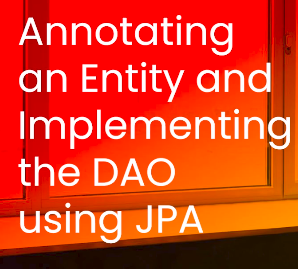 Annotating
an Entity and
Implementing
the DAO
using JPA